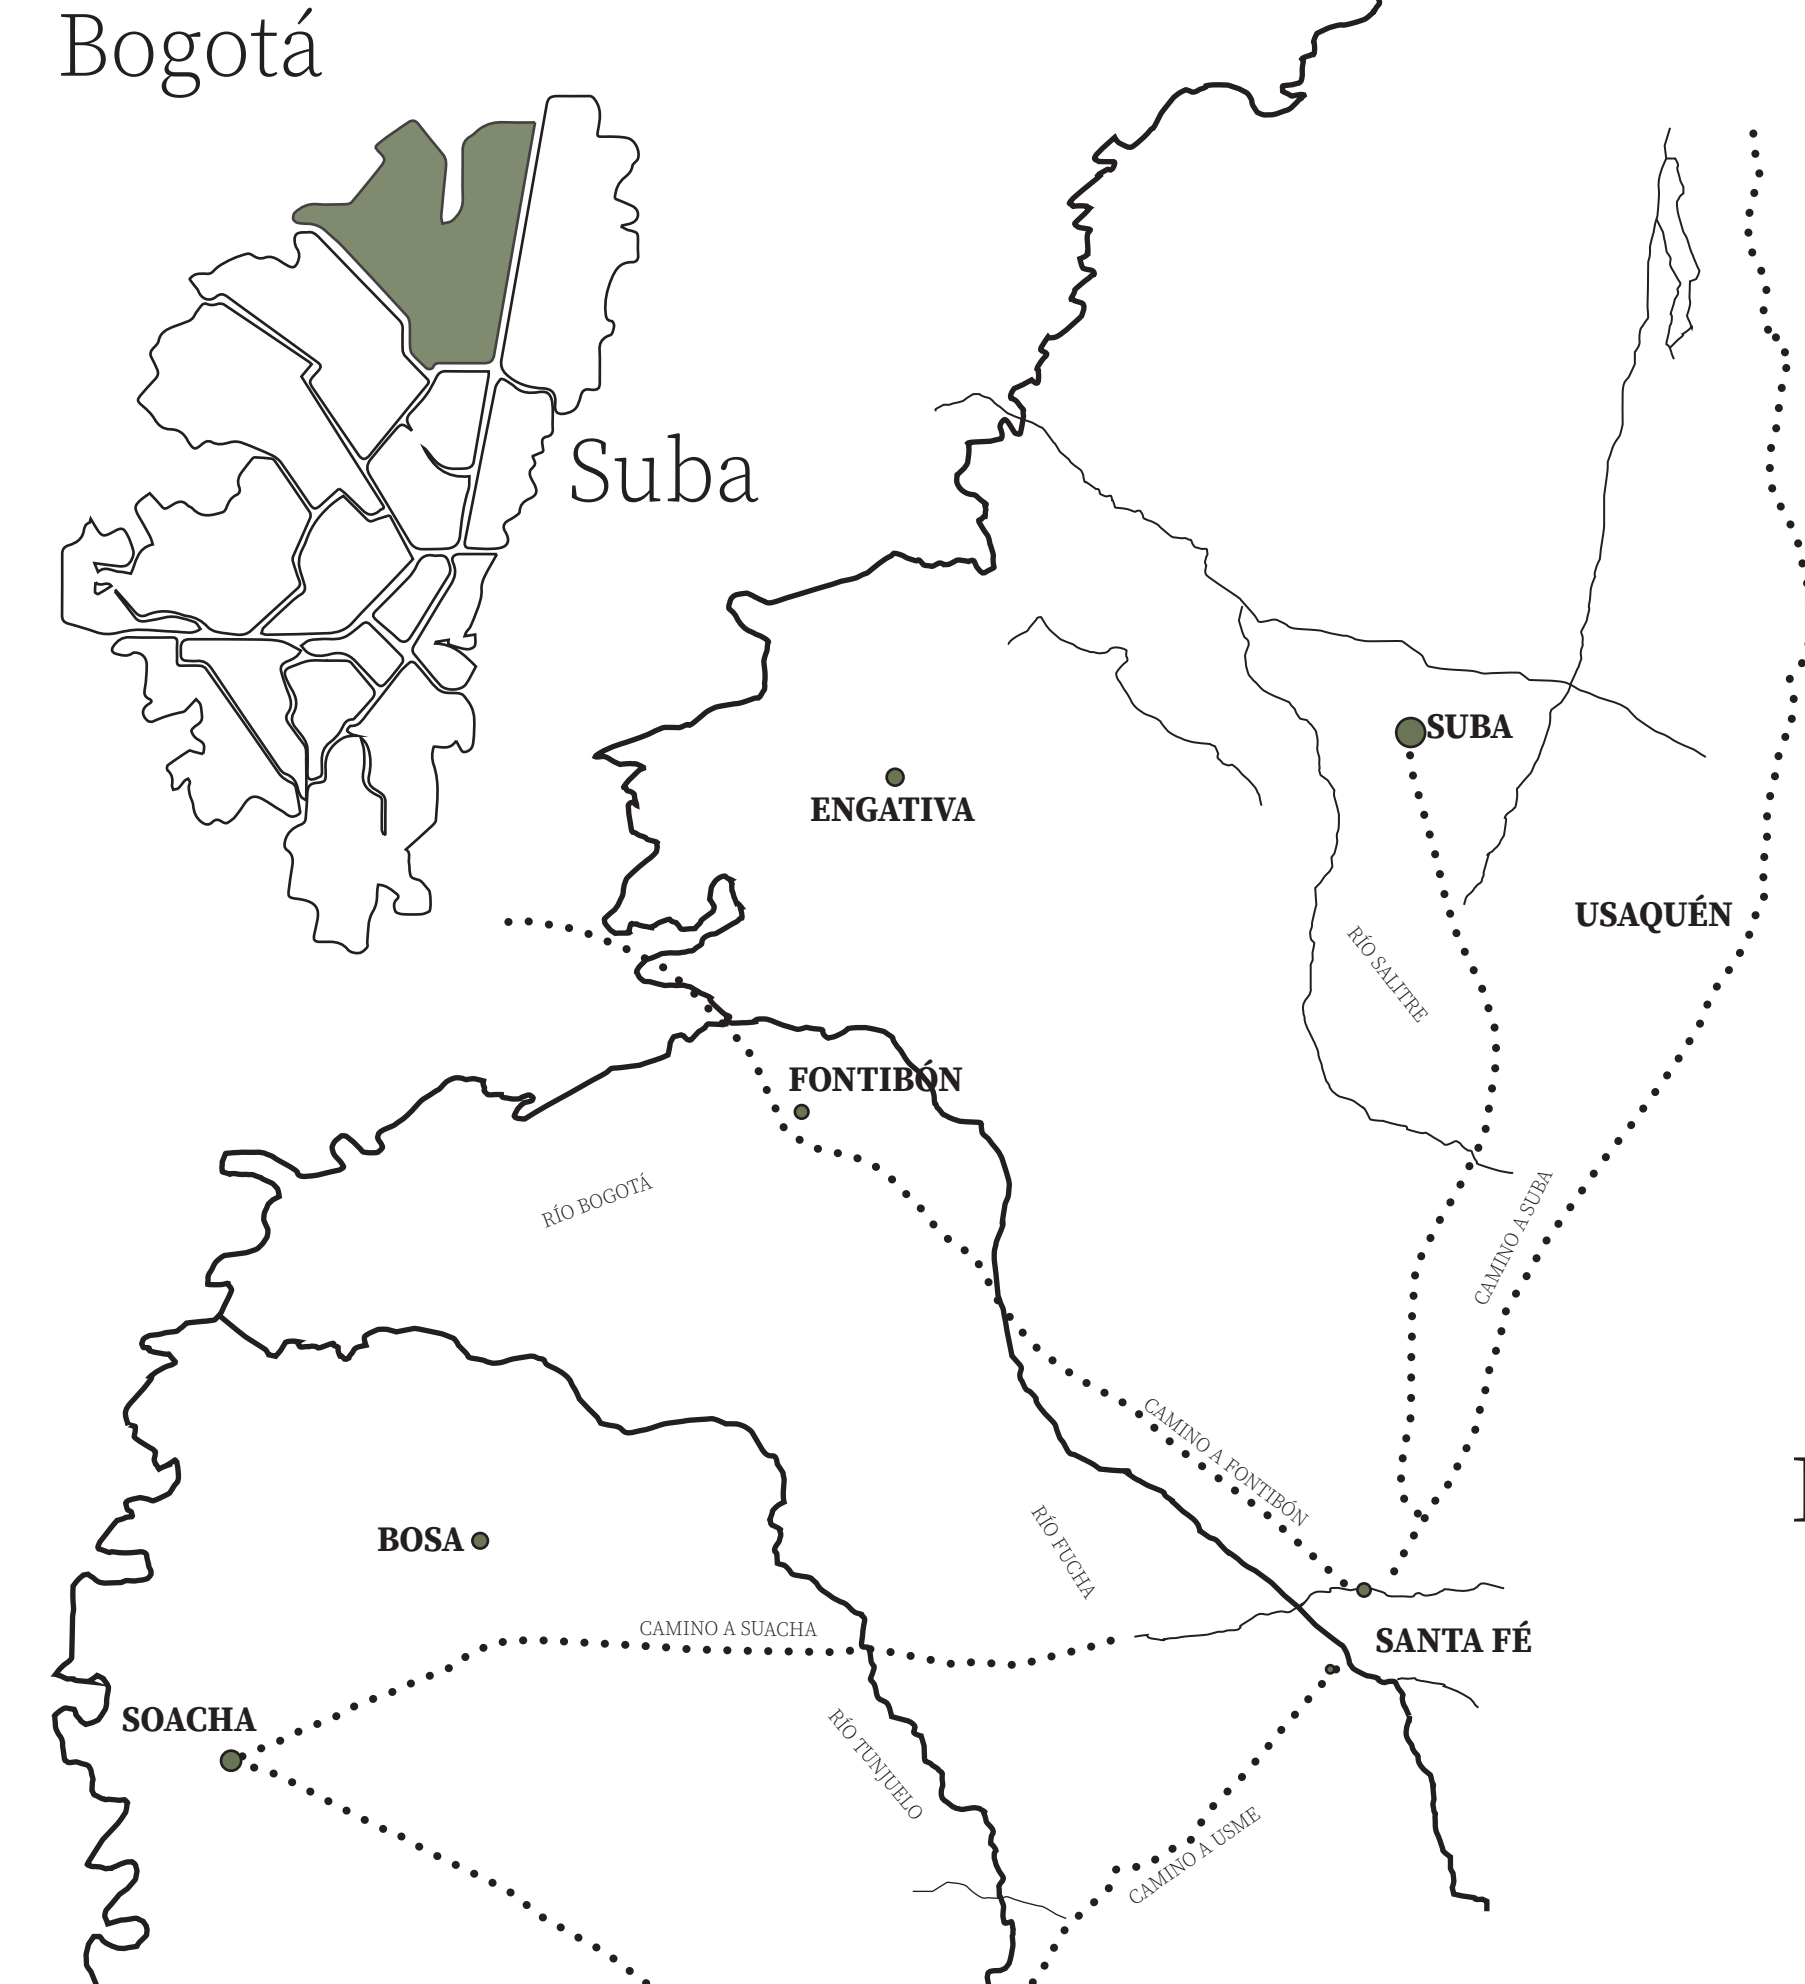 Bogotá
Suba
SUBA
ENGATIVA
USAQUÉN
RÍO SALITRE
FONTIBÓN
RÍO BOGOTÁ
CAMINO A SUBA
CAMINO A FONTIBÓN
RÍO FUCHA
BOSA
CAMINO A SUACHA
SANTA FÉ
SOACHA
RÍO TUNJUELO
CAMINO A USME